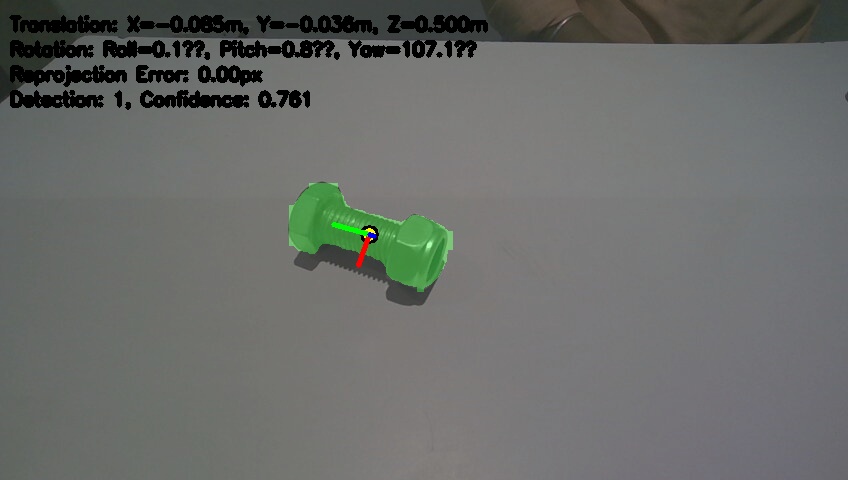 Translation: X=-0.085m, Y=-0.036m, Z=0.500m
Rotation: Roll=0.1??, Pitch=0.8??, Yaw=107.1??
Reprojection Error: 0.00px
Detection: 1, Confidence: 0.761